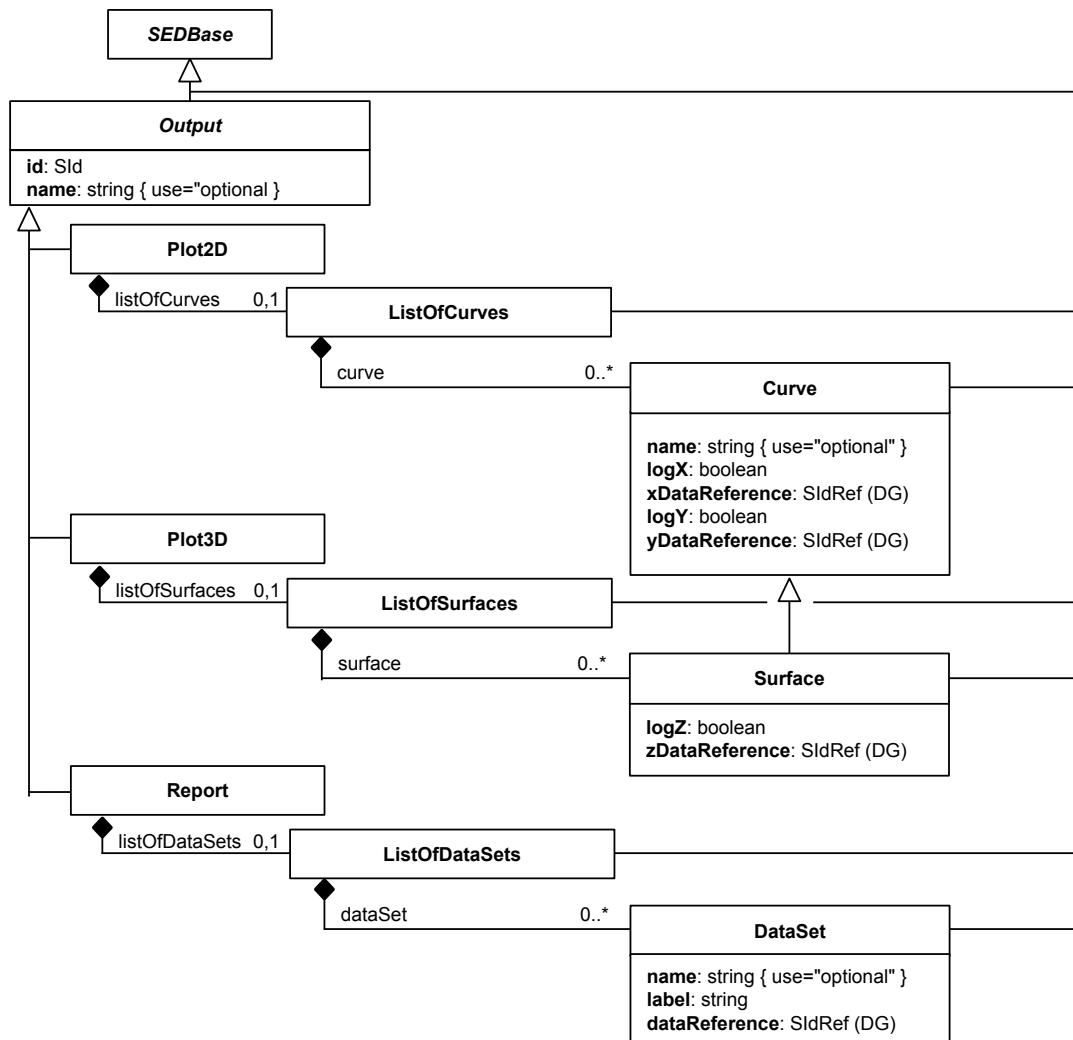 SEDBase
Output
id: SId
name: string { use="optional }
Plot2D
listOfCurves 0,1
ListOfCurves
curve 0..*
Curve
name: string { use="optional" }
logX: boolean
xDataReference: SIdRef (DG)
logY: boolean
yDataReference: SIdRef (DG)
Plot3D
listOfSurfaces 0,1
ListOfSurfaces
surface 0..*
Surface
logZ: boolean
zDataReference: SIdRef (DG)
Report
listOfDataSets 0,1
ListOfDataSets
dataSet 0..*
DataSet
name: string { use="optional" }
label: string
dataReference: SIdRef (DG)